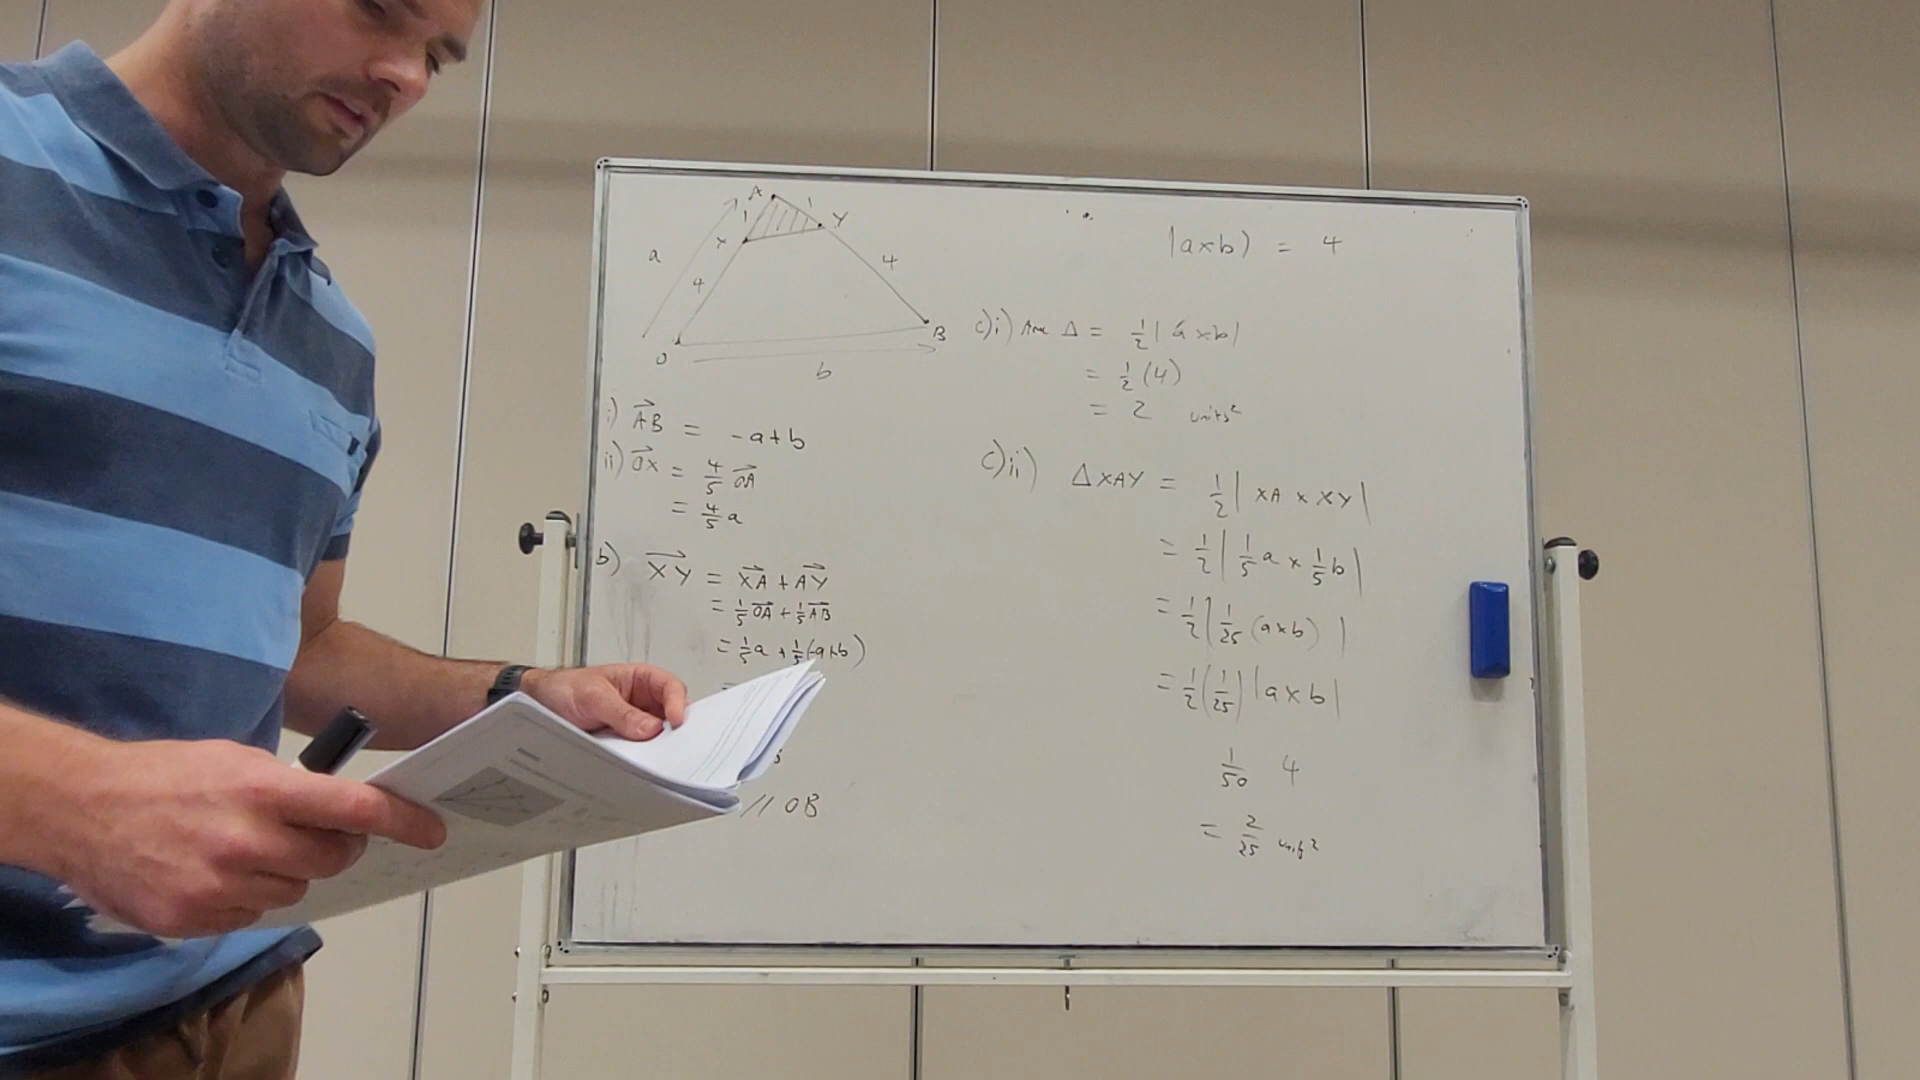 A
1
1
Y
X
a
4
4
B
O
b
i) AB = -a+b
ii) OX = 4/5 OA
= 4/5 a
b) XY = XA + AY
= 1/5 OA + 1/5 AB
= 1/5 a + 1/5 (-a+b)
=
// OB
|a×b) = 4
c)i) Area Δ = 1/2 | a × b |
= 1/2 (4)
= 2 units²
c)ii) ΔXAY = 1/2 | XA × XY |
= 1/2 | 1/5 a × 1/5 b |
= 1/2 | 1/25 (a×b) |
= 1/2 (1/25) |a × b|
1/50 4
= 2/25 units²